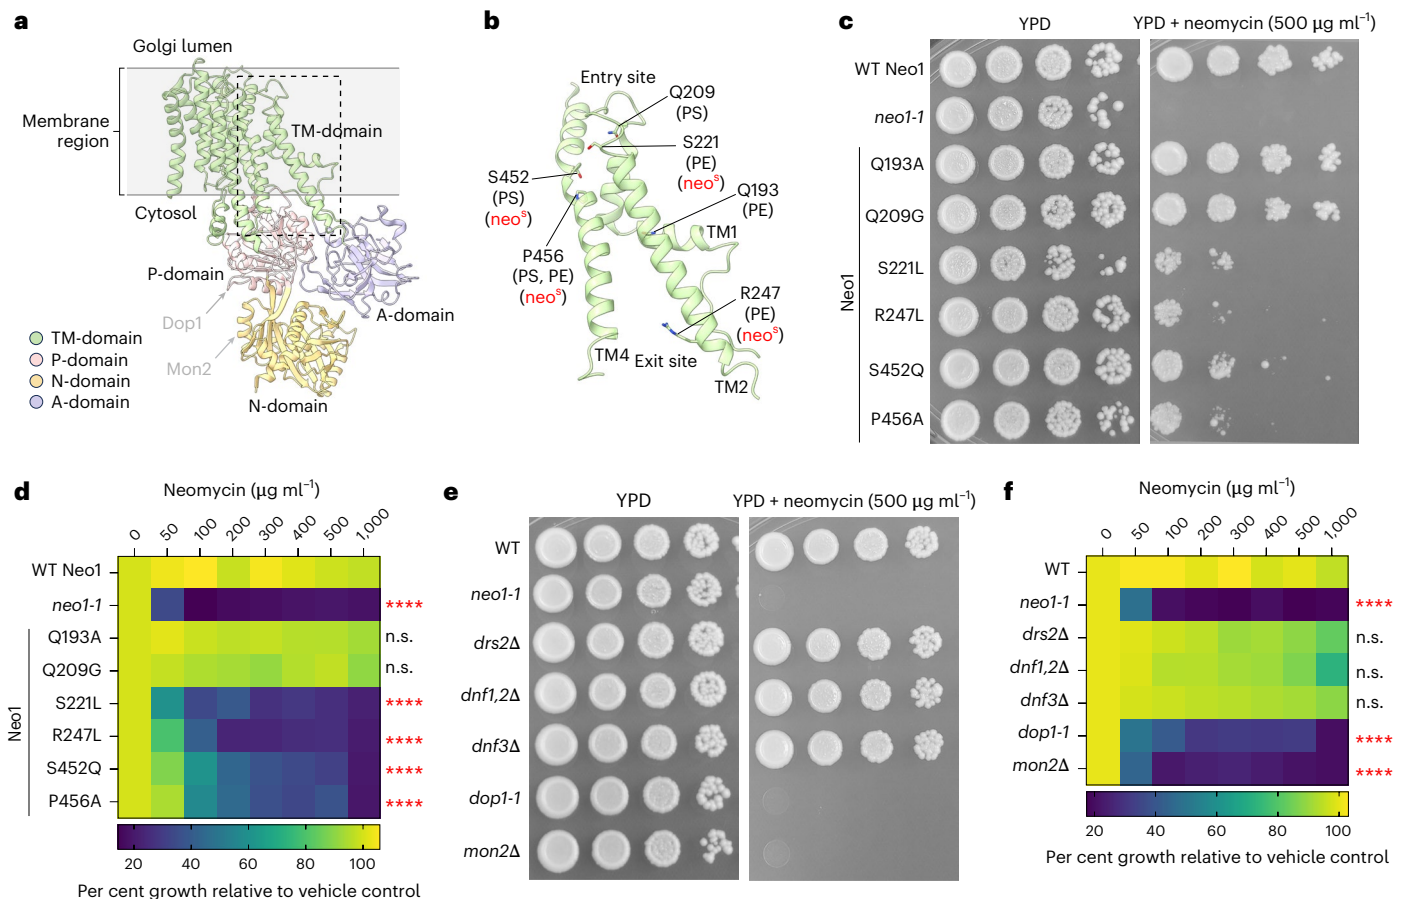 a
Golgi lumen
Membrane
region
TM-domain
Cytosol
P-domain
Dop1
Mon2
A-domain
N-domain
TM-domain
P-domain
N-domain
A-domain
b
Entry site
Q209
(PS)
S221
(PE)
(neoˢ)
S452
(PS)
(neoˢ)
Q193
(PE)
TM1
P456
(PS, PE)
(neoˢ)
R247
(PE)
(neoˢ)
TM4
Exit site
TM2
c
YPD
YPD + neomycin (500 µg ml⁻¹)
WT Neo1
neo1-1
Neo1
Q193A
Q209G
S221L
R247L
S452Q
P456A
d
Neomycin (µg ml⁻¹)
0 50 100 200 300 400 500 1,000
WT Neo1
neo1-1 ****
Neo1
Q193A n.s.
Q209G n.s.
S221L ****
R247L ****
S452Q ****
P456A ****
20 40 60 80 100
Per cent growth relative to vehicle control
e
YPD
YPD + neomycin (500 µg ml⁻¹)
WT
neo1-1
drs2Δ
dnf1,2Δ
dnf3Δ
dop1-1
mon2Δ
f
Neomycin (µg ml⁻¹)
0 50 100 200 300 400 500 1,000
WT
neo1-1 ****
drs2Δ n.s.
dnf1,2Δ n.s.
dnf3Δ n.s.
dop1-1 ****
mon2Δ ****
20 40 60 80 100
Per cent growth relative to vehicle control